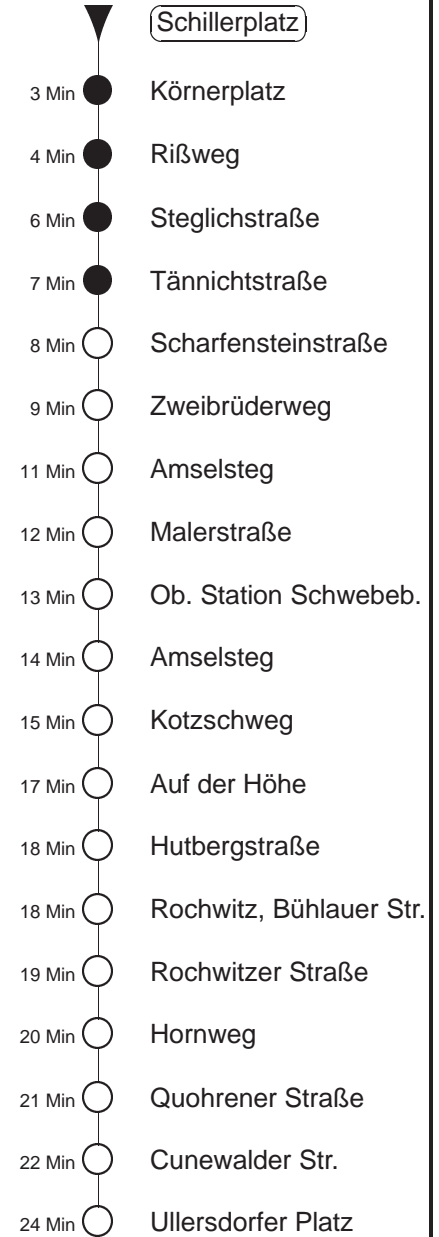 Schillerplatz
3 Min Körnerplatz
4 Min Rißweg
6 Min Steglichstraße
7 Min Tännichtstraße
8 Min Scharfensteinstraße
9 Min Zweibrüderweg
11 Min Amselsteg
12 Min Malerstraße
13 Min Ob. Station Schwebeb.
14 Min Amselsteg
15 Min Kotzschweg
17 Min Auf der Höhe
18 Min Hutbergstraße
18 Min Rochwitz, Bühlauer Str.
19 Min Rochwitzer Straße
20 Min Hornweg
21 Min Quohrener Straße
22 Min Cunewalder Str.
24 Min Ullersdorfer Platz